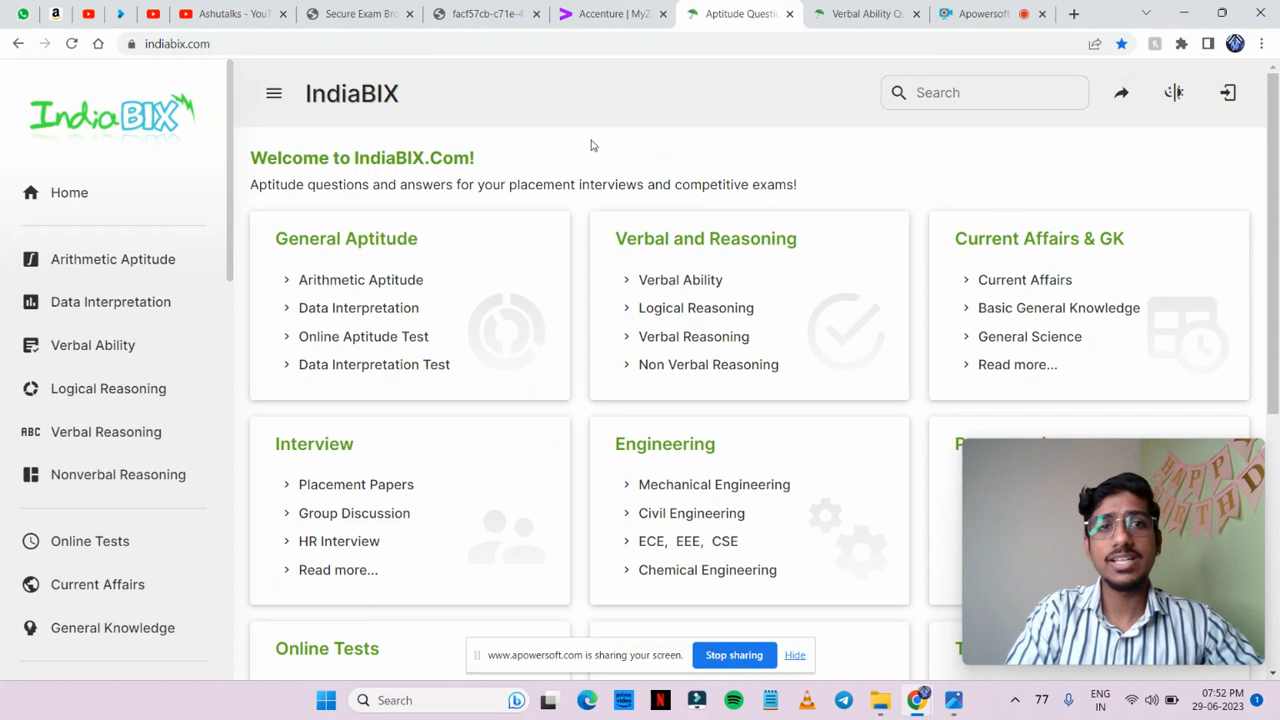 Ashutalks - YouT
Secure Exam Bro
facf57cb-c71e-4
Accenture | MyZ
Aptitude Questi
Verbal Ability Qu
Apowersoft
indiabix.com
IndiaBIX
IndiaBIX
Search
Home
Arithmetic Aptitude
Data Interpretation
Verbal Ability
Logical Reasoning
ABC Verbal Reasoning
Nonverbal Reasoning
Online Tests
Current Affairs
General Knowledge
Welcome to IndiaBIX.Com!
Aptitude questions and answers for your placement interviews and competitive exams!
General Aptitude
Arithmetic Aptitude
Data Interpretation
Online Aptitude Test
Data Interpretation Test
Verbal and Reasoning
Verbal Ability
Logical Reasoning
Verbal Reasoning
Non Verbal Reasoning
Current Affairs & GK
Current Affairs
Basic General Knowledge
General Science
Read more...
Interview
Placement Papers
Group Discussion
HR Interview
Read more...
Engineering
Mechanical Engineering
Civil Engineering
ECE, EEE, CSE
Chemical Engineering
Online Tests
www.apowersoft.com is sharing your screen.
Stop sharing
Hide
Search
77
ENG
IN
07:52 PM
29-06-2023
1